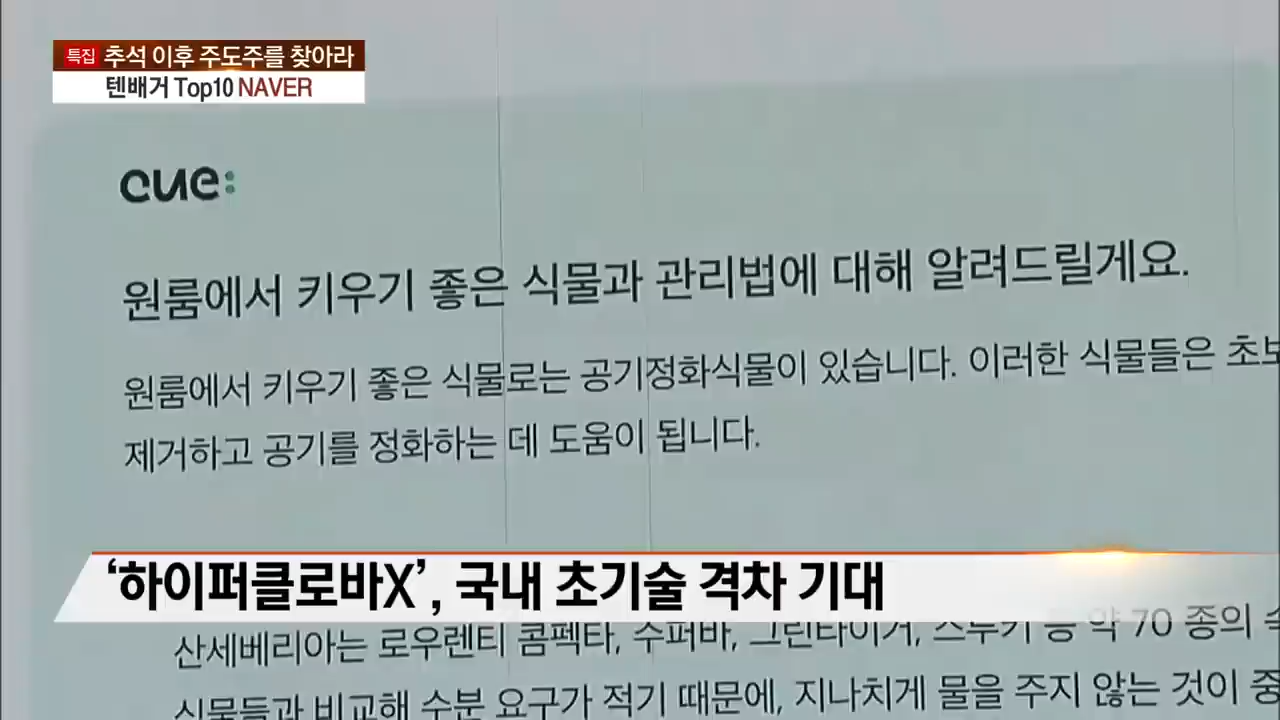 특집 추석 이후 주도주를 찾아라
텐배거 Top10 NAVER
cue:
원룸에서 키우기 좋은 식물과 관리법에 대해 알려드릴게요.
원룸에서 키우기 좋은 식물로는 공기정화식물이 있습니다. 이러한 식물들은 초보
제거하고 공기를 정화하는 데 도움이 됩니다.
‘하이퍼클로바X’, 국내 초기술 격차 기대
산세베리아는 로우렌티 콤펙타, 수퍼바, 그린타이거, 스투키 등 약 70 종의
식물들과 비교해 수분 요구가 적기 때문에, 지나치게 물을 주지 않는 것이